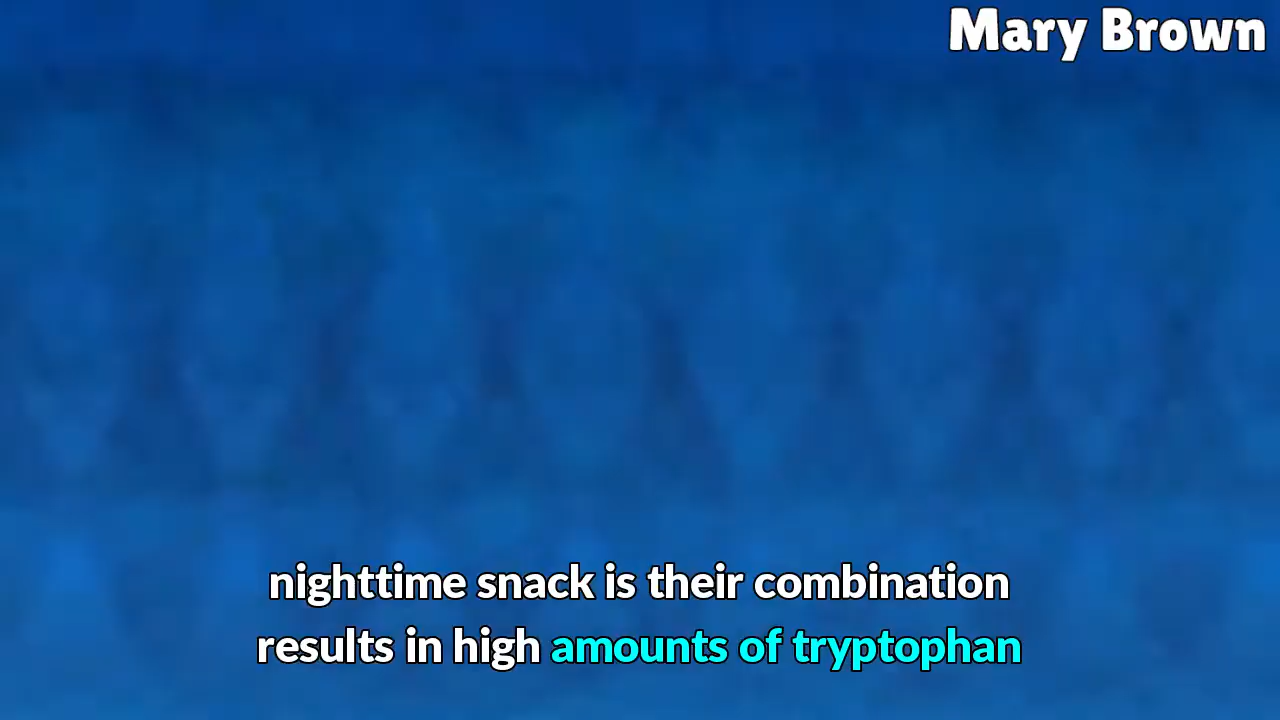 Mary Brown
nighttime snack is their combination
results in high amounts of tryptophan